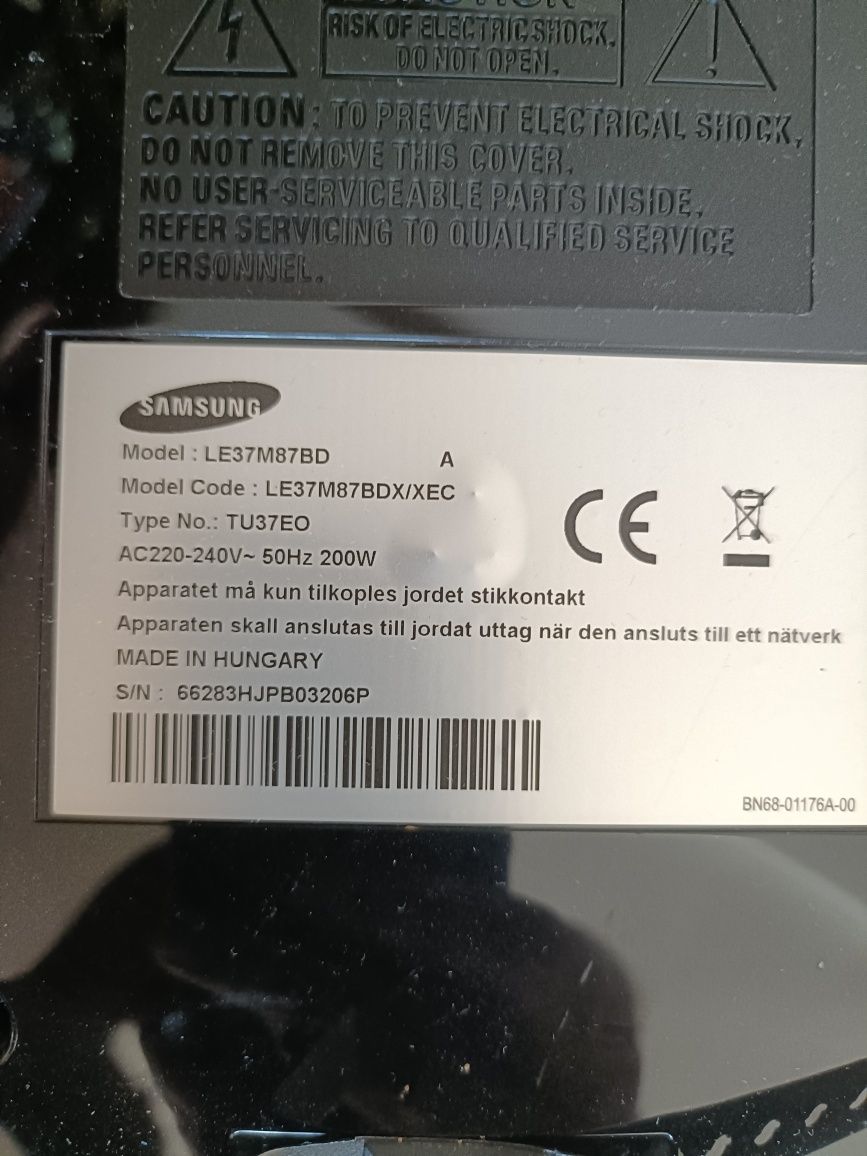 RISK OF ELECTRIC SHOCK.
DO NOT OPEN.
CAUTION: TO PREVENT ELECTRICAL SHOCK,
DO NOT REMOVE THIS COVER.
NO USER-SERVICEABLE PARTS INSIDE.
REFER SERVICING TO QUALIFIED SERVICE
PERSONNEL.
SAMSUNG
Model : LE37M87BD A
Model Code : LE37M87BDX/XEC
Type No.: TU37EO
AC220-240V~ 50Hz 200W
CE
Apparatet må kun tilkoples jordet stikkontakt
Apparaten skall anslutas till jordat uttag när den ansluts till ett nätverk
MADE IN HUNGARY
S/N : 66283HJPB03206P
BN68-01176A-00